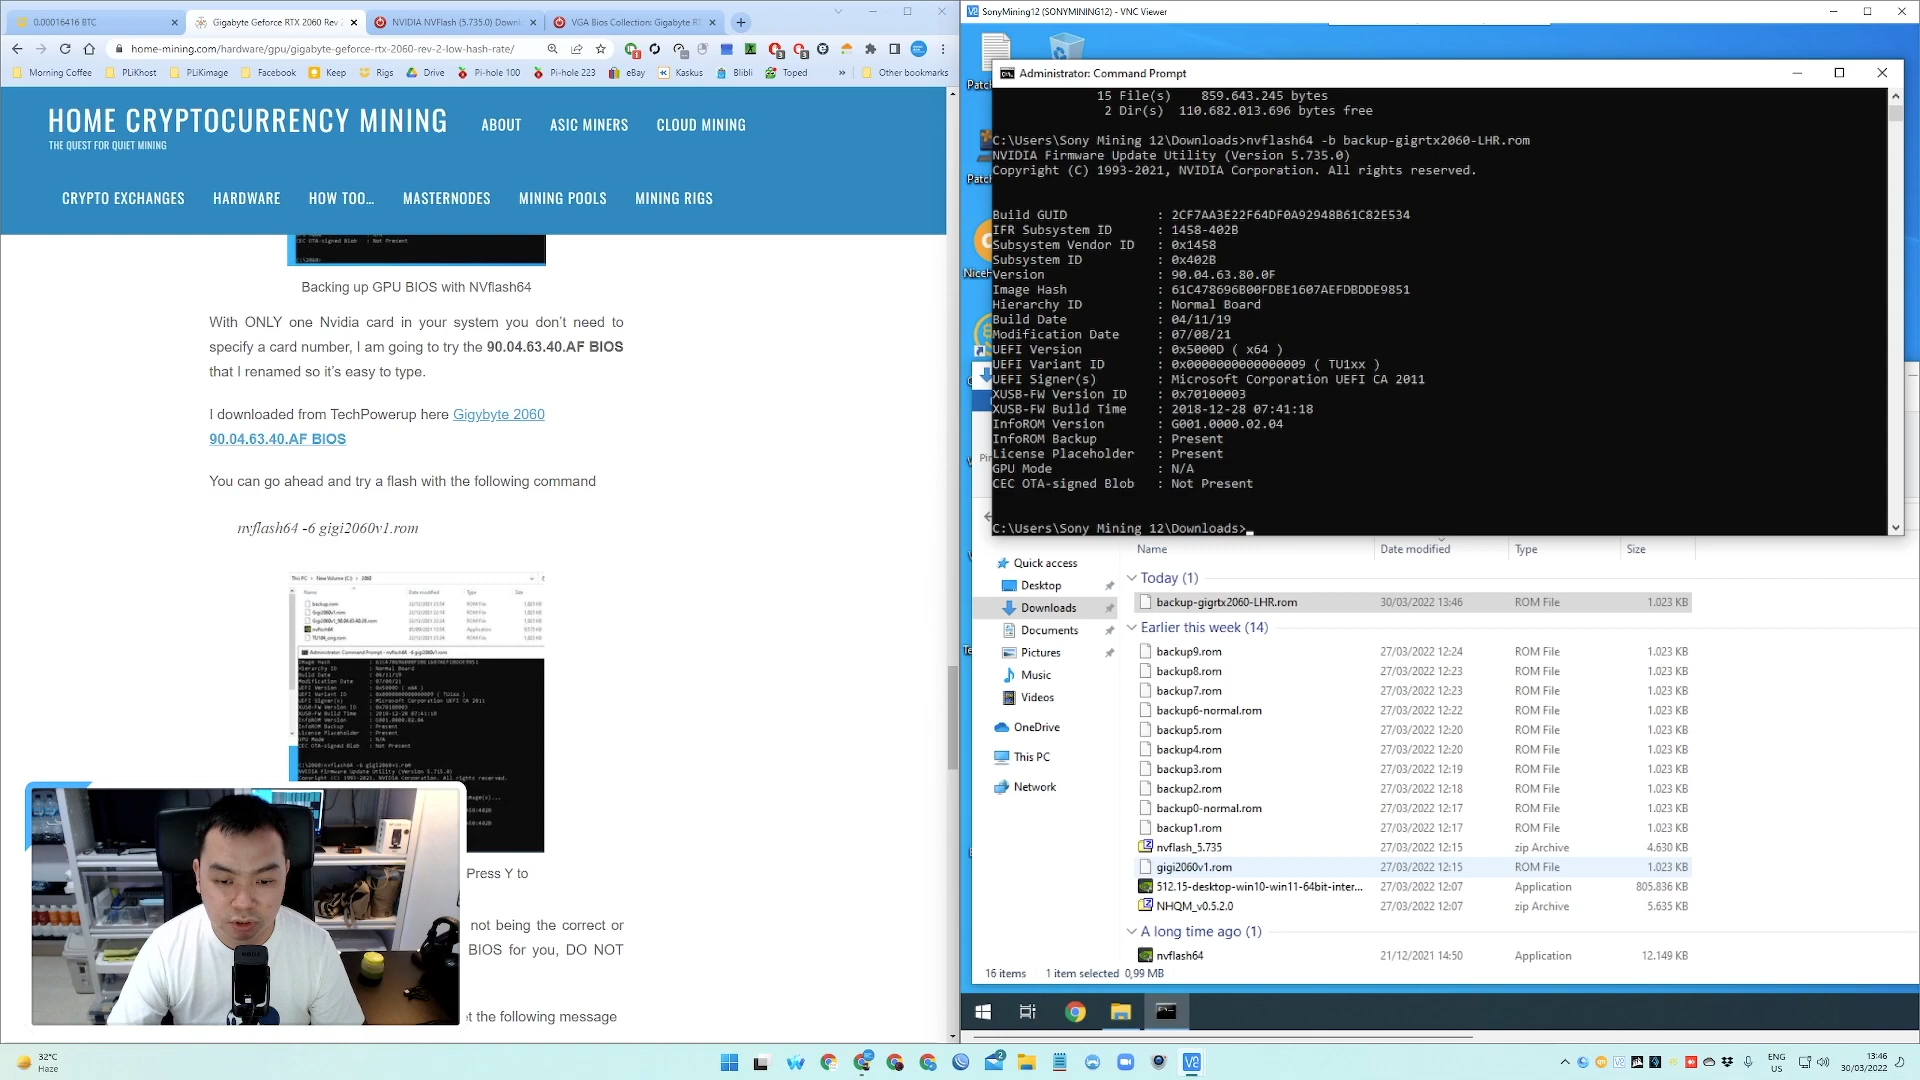 0.00016416 BTC
Gigabyte Geforce RTX 2060 Rev 2
NVIDIA NVFlash (5.735.0) Downl
VGA Bios Collection: Gigabyte R
home-mining.com/hardware/gpu/gigabyte-geforce-rtx-2060-rev-2-low-hash-rate/
Morning Coffee
PLiKhost
PLiKimage
Facebook
Keep
Rigs
Drive
Pi-hole 100
Pi-hole 223
eBay
Kaskus
Blibli
Toped
»
Other bookmarks
HOME CRYPTOCURRENCY MINING
THE QUEST FOR QUIET MINING
ABOUT
ASIC MINERS
CLOUD MINING
CRYPTO EXCHANGES
HARDWARE
HOW TOO...
MASTERNODES
MINING POOLS
MINING RIGS
CEC OTA-signed Blob : Not Present
Backing up GPU BIOS with NVflash64
With ONLY one Nvidia card in your system you don't need to
specify a card number, I am going to try the 90.04.63.40.AF BIOS
that I renamed so it's easy to type.
I downloaded from TechPowerup here Gigybyte 2060
90.04.63.40.AF BIOS
You can go ahead and try a flash with the following command
nvflash64 -6 gigi2060v1.rom
Press Y to
not being the correct or
BIOS for you, DO NOT
t the following message
SonyMining12 (SONYMINING12) - VNC Viewer
Administrator: Command Prompt
15 File(s) 859.643.245 bytes
2 Dir(s) 110.682.013.696 bytes free
C:\Users\Sony Mining 12\Downloads>nvflash64 -b backup-gigrtx2060-LHR.rom
NVIDIA Firmware Update Utility (Version 5.735.0)
Copyright (C) 1993-2021, NVIDIA Corporation. All rights reserved.
Build GUID : 2CF7AA3E22F64DF0A92948B61C82E534
IFR Subsystem ID : 1458-402B
Subsystem Vendor ID : 0x1458
Subsystem ID : 0x402B
Version : 90.04.63.80.0F
Image Hash : 61C478696B00FDBE1607AEFDBDDE9851
Hierarchy ID : Normal Board
Build Date : 04/11/19
Modification Date : 07/08/21
UEFI Version : 0x5000D ( x64 )
UEFI Variant ID : 0x0000000000000009 ( TU1xx )
UEFI Signer(s) : Microsoft Corporation UEFI CA 2011
XUSB-FW Version ID : 0x70100003
XUSB-FW Build Time : 2018-12-28 07:41:18
InfoROM Version : G001.0000.02.04
InfoROM Backup : Present
License Placeholder : Present
GPU Mode : N/A
CEC OTA-signed Blob : Not Present
C:\Users\Sony Mining 12\Downloads>
Name Date modified Type Size
Quick access
Desktop
Downloads
Documents
Pictures
Music
Videos
OneDrive
This PC
Network
Today (1)
backup-gigrtx2060-LHR.rom 30/03/2022 13:46 ROM File 1.023 KB
Earlier this week (14)
backup9.rom 27/03/2022 12:24 ROM File 1.023 KB
backup8.rom 27/03/2022 12:23 ROM File 1.023 KB
backup7.rom 27/03/2022 12:23 ROM File 1.023 KB
backup6-normal.rom 27/03/2022 12:22 ROM File 1.023 KB
backup5.rom 27/03/2022 12:20 ROM File 1.023 KB
backup4.rom 27/03/2022 12:20 ROM File 1.023 KB
backup3.rom 27/03/2022 12:19 ROM File 1.023 KB
backup2.rom 27/03/2022 12:18 ROM File 1.023 KB
backup0-normal.rom 27/03/2022 12:17 ROM File 1.023 KB
backup1.rom 27/03/2022 12:17 ROM File 1.023 KB
nvflash_5.735 27/03/2022 12:15 zip Archive 4.630 KB
gigi2060v1.rom 27/03/2022 12:15 ROM File 1.023 KB
512.15-desktop-win10-win11-64bit-inter... 27/03/2022 12:07 Application 805.836 KB
NHQM_v0.5.2.0 27/03/2022 12:07 zip Archive 5.635 KB
A long time ago (1)
nvflash64 21/12/2021 14:50 Application 12.149 KB
16 items 1 item selected 0,99 MB
32°C
Haze
ENG
US
13:46
30/03/2022